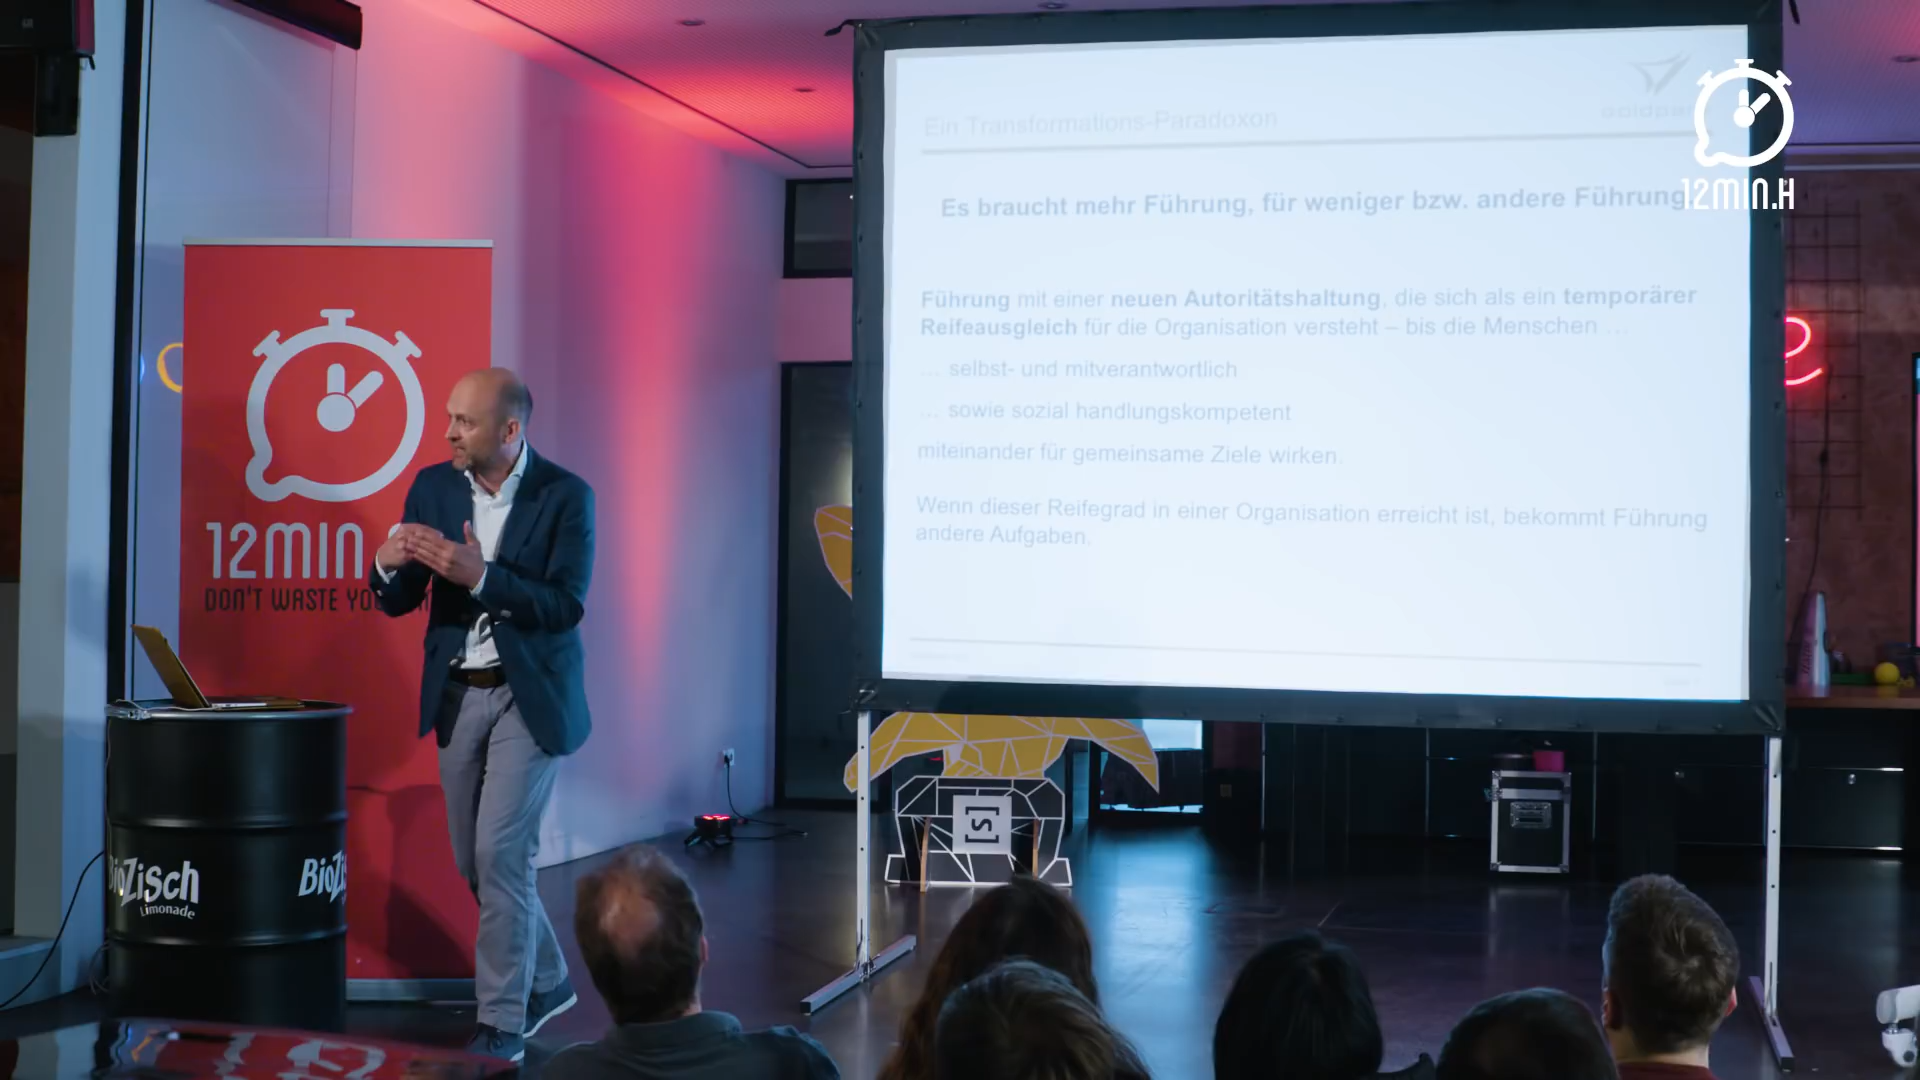 Ein Transformations-Paradoxon
12MIN.H
Es braucht mehr Führung, für weniger bzw. andere Führung
Führung mit einer neuen Autoritätshaltung, die sich als ein temporärer
Reifeausgleich für die Organisation versteht – bis die Menschen …
… selbst- und mitverantwortlich
… sowie sozial handlungskompetent
miteinander für gemeinsame Ziele wirken.
Wenn dieser Reifegrad in einer Organisation erreicht ist, bekommt Führung
andere Aufgaben.
12MIN
DON'T WASTE
BioZisch
Limonade
[S]